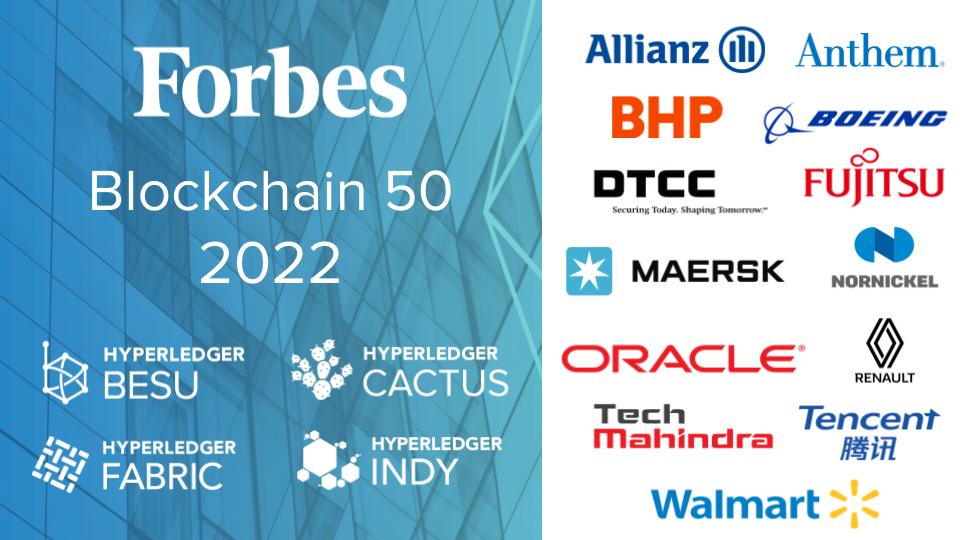 Forbes
Blockchain 50
2022
HYPERLEDGER
BESU
HYPERLEDGER
CACTUS
HYPERLEDGER
FABRIC
HYPERLEDGER
INDY
Allianz
Anthem®
BHP
BOEING
DTCC
Securing Today. Shaping Tomorrow.℠
FUJITSU
MAERSK
NORNICKEL
ORACLE®
RENAULT
Tech
Mahindra
Tencent
腾讯
Walmart